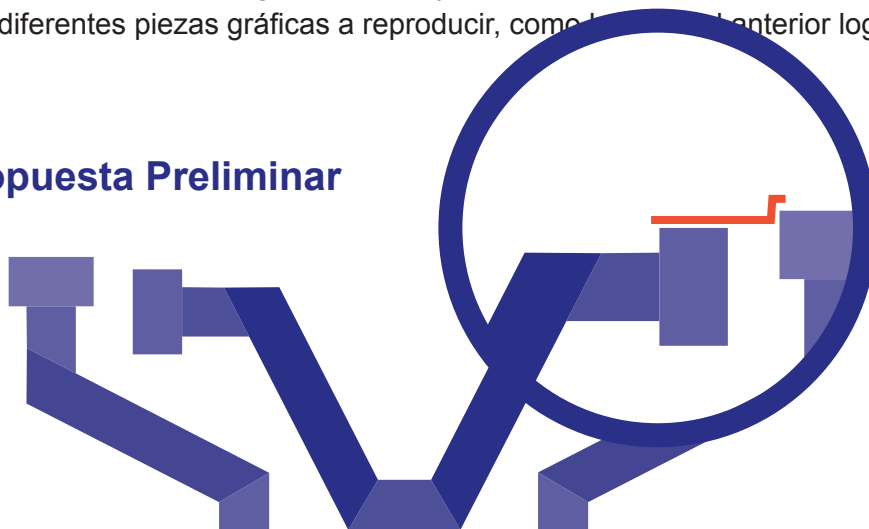 diferentes piezas gráficas a reproducir, como anterior log
opuesta Preliminar